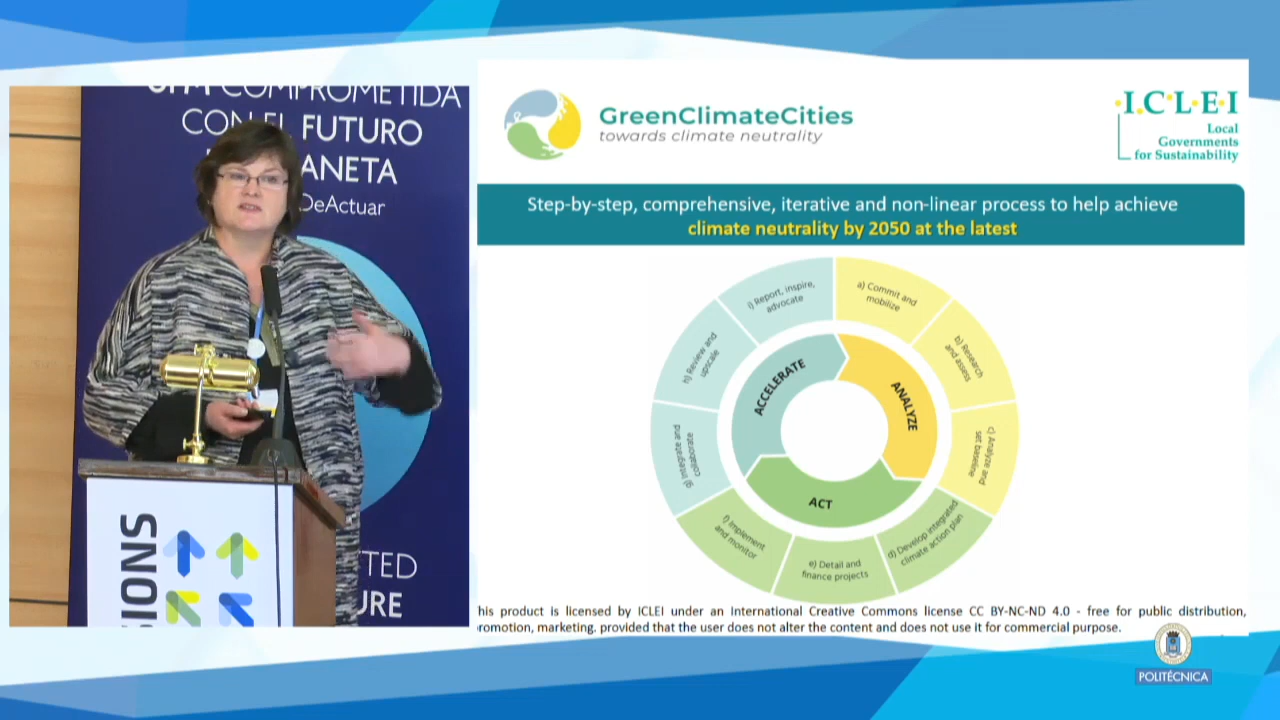 UPM COMPROMETIDA
CON EL FUTURO
ANETA
DeActuar
TED
URE
IONS
GreenClimateCities
towards climate neutrality
·I·C·L·E·I
Local
Governments
for Sustainability
Step-by-step, comprehensive, iterative and non-linear process to help achieve
climate neutrality by 2050 at the latest
ANALYZE
ACT
ACCELERATE
a) Commit and
mobilize
b) Research
and assess
c) Analyze and
set baseline
d) Develop integrated
climate action plan
e) Detail and
finance projects
f) Implement
and monitor
g) Integrate and
collaborate
h) Review and
upscale
i) Report, inspire,
advocate
his product is licensed by ICLEI under an International Creative Commons license CC BY-NC-ND 4.0 - free for public distribution,
romotion, marketing. provided that the user does not alter the content and does not use it for commercial purpose.
POLITÉCNICA